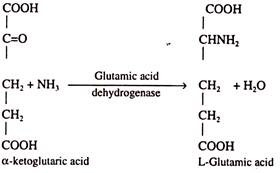 COOH COOH
C=O CHNH2
CH2 + NH3 Glutamic acid dehydrogenase CH2 + H2O
CH2 CH2
COOH COOH
α-ketoglutaric acid L-Glutamic acid